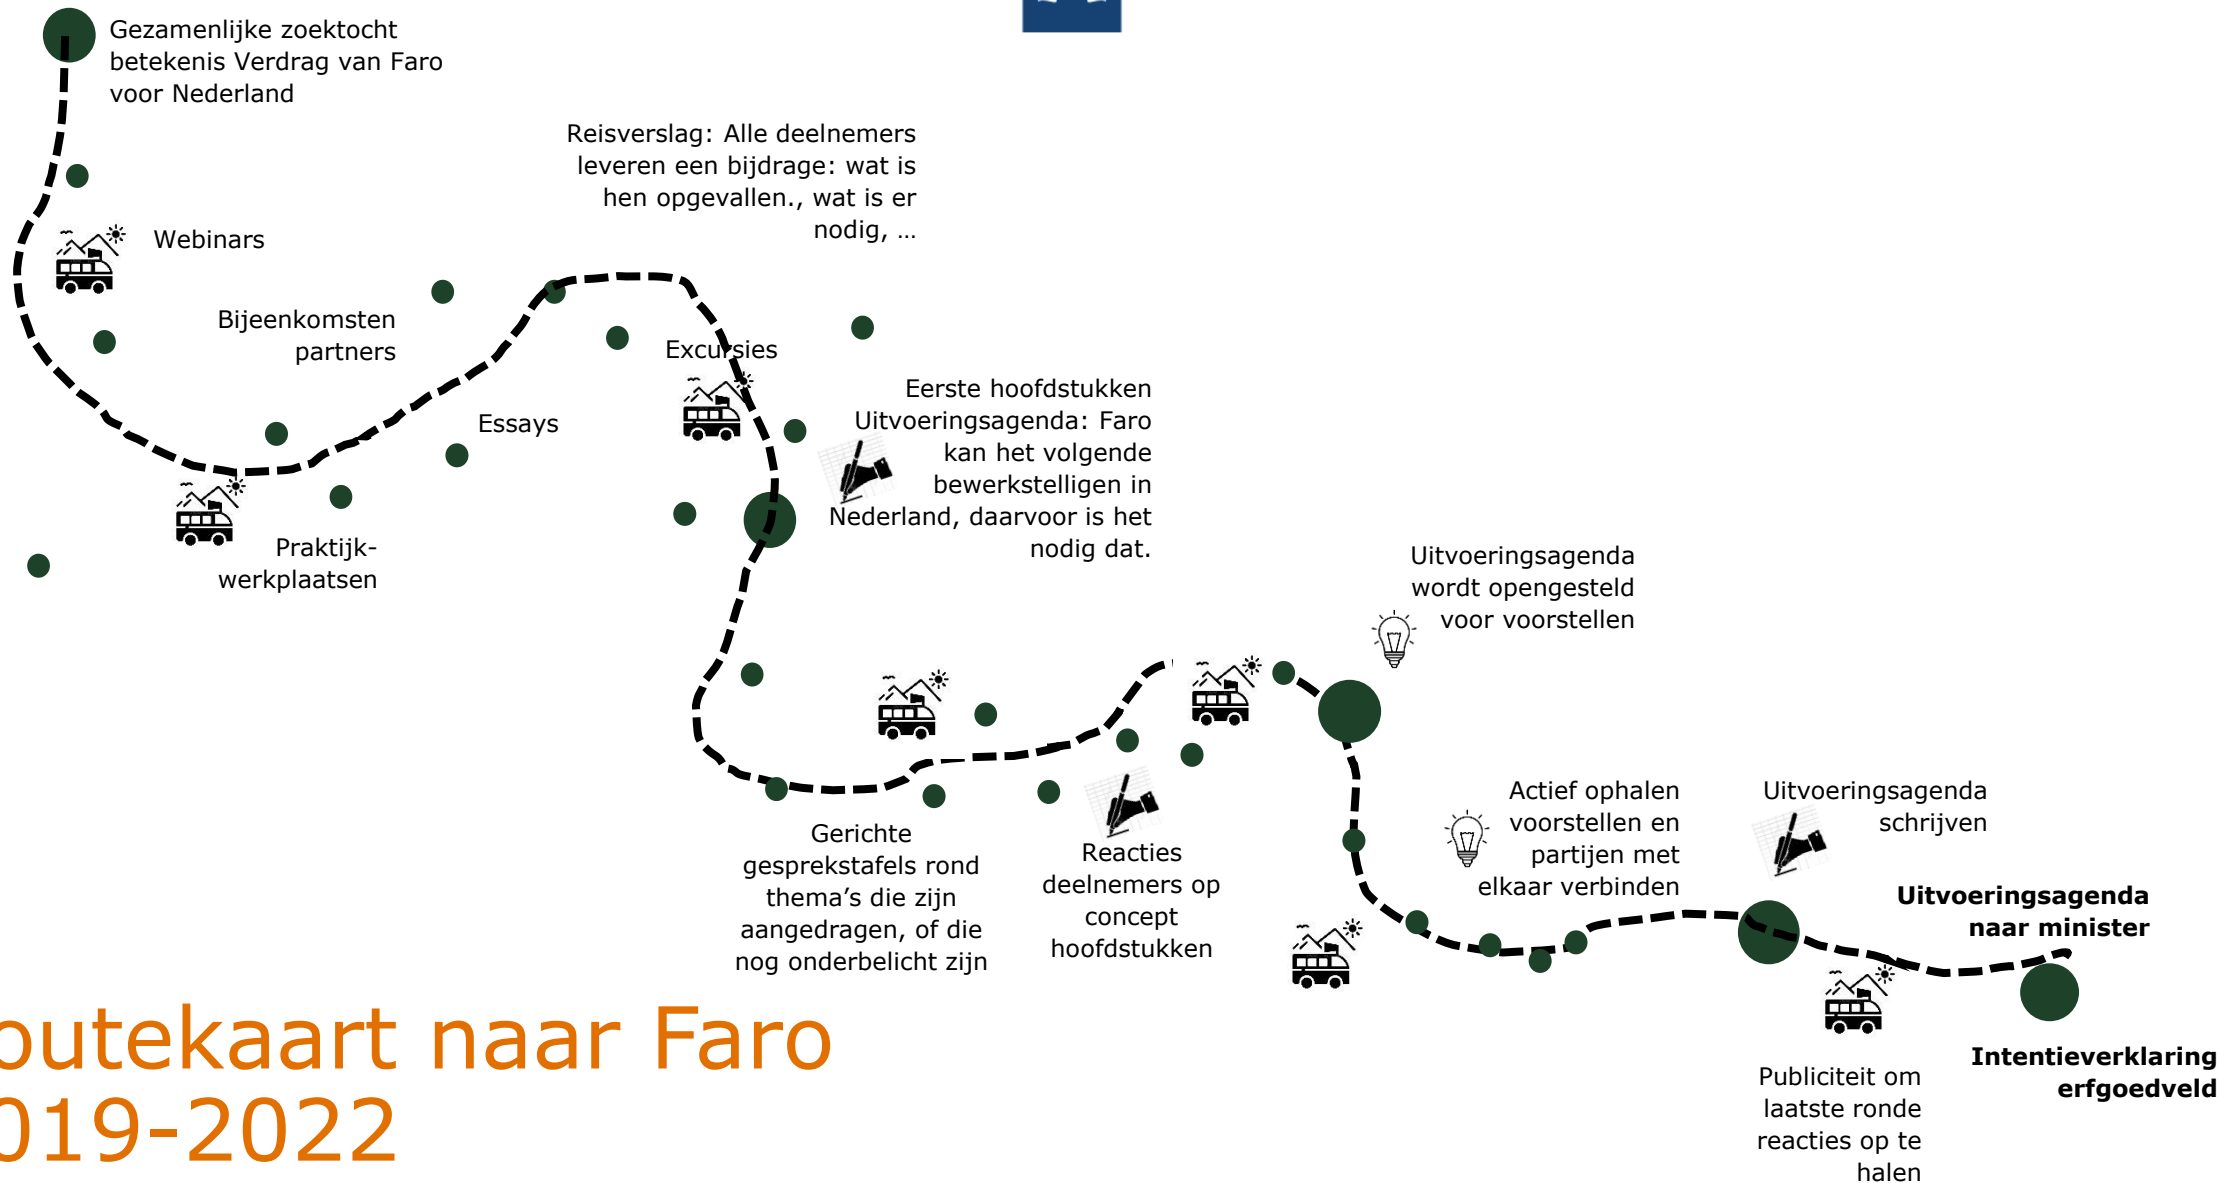 Gezamenlijke zoektocht
betekenis Verdrag van Faro
voor Nederland
Reisverslag: Alle deelnemers
leveren een bijdrage: wat is
hen opgevallen., wat is er
nodig, …
Webinars
Bijeenkomsten
partners
Excursies
Essays
Eerste hoofdstukken
Uitvoeringsagenda: Faro
kan het volgende
bewerkstelligen in
Nederland, daarvoor is het
nodig dat.
Praktijk-
werkplaatsen
Uitvoeringsagenda
wordt opengesteld
voor voorstellen
Gerichte
gesprekstafels rond
thema’s die zijn
aangedragen, of die
nog onderbelicht zijn
Reacties
deelnemers op
concept
hoofdstukken
Actief ophalen
voorstellen en
partijen met
elkaar verbinden
Uitvoeringsagenda
schrijven
Uitvoeringsagenda
naar minister
Intentieverklaring
erfgoedveld
Publiciteit om
laatste ronde
reacties op te
halen
outekaart naar Faro
019-2022